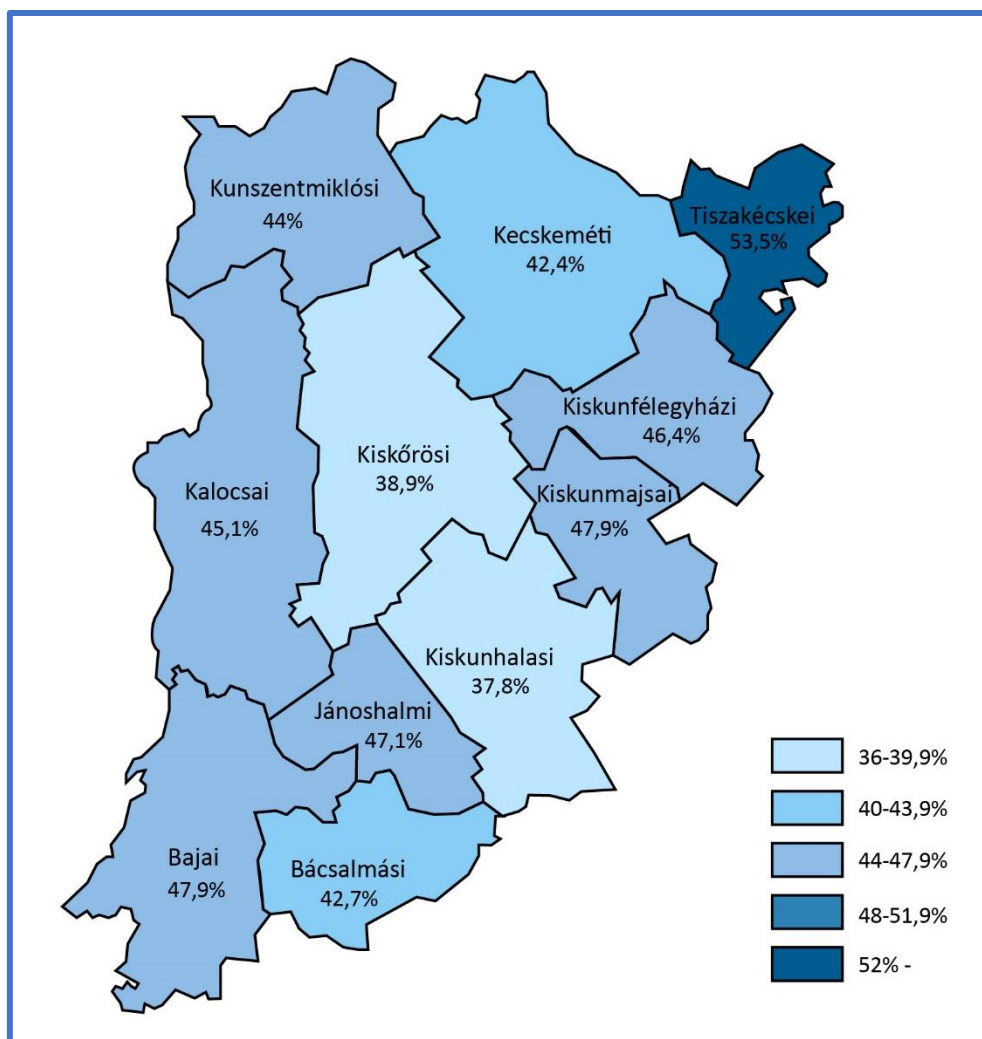 Kunszentmiklósi
44%
Kecskeméti
42,4%
Tiszakécskei
53,5%
Kiskunfélegyházi
46,4%
Kiskőrösi
38,9%
Kalocsai
45,1%
Kiskunmajsai
47,9%
Kiskunhalasi
37,8%
Jánoshalmi
47,1%
Bajai
47,9%
Bácsalmási
42,7%
36-39,9%
40-43,9%
44-47,9%
48-51,9%
52% -